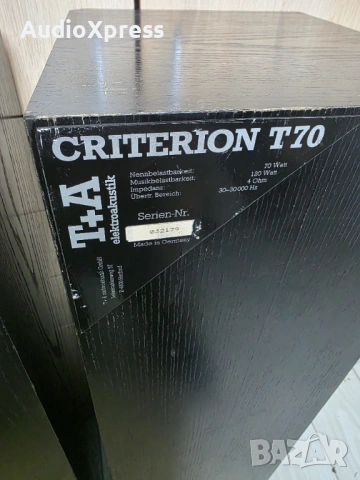 AudioXpress
CRITERION T70
Nennbelastbarkeit: 70 Watt
Musikbelastbarkeit: 120 Watt
Impedanz: 4 Ohm
Übertr. Bereich: 30-30000 Hz
T+A
elektroakustik
Serien-Nr.
032179
Made in Germany
BAZAR